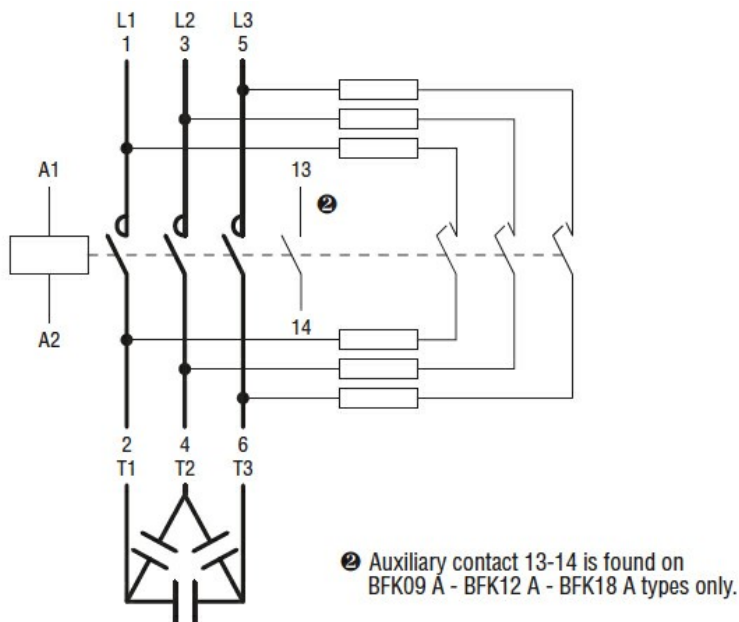 L1 L2 L3
1 3 5
A1
13
❷
14
A2
2 4 6
T1 T2 T3
❷ Auxiliary contact 13-14 is found on
BFK09 A - BFK12 A - BFK18 A types only.